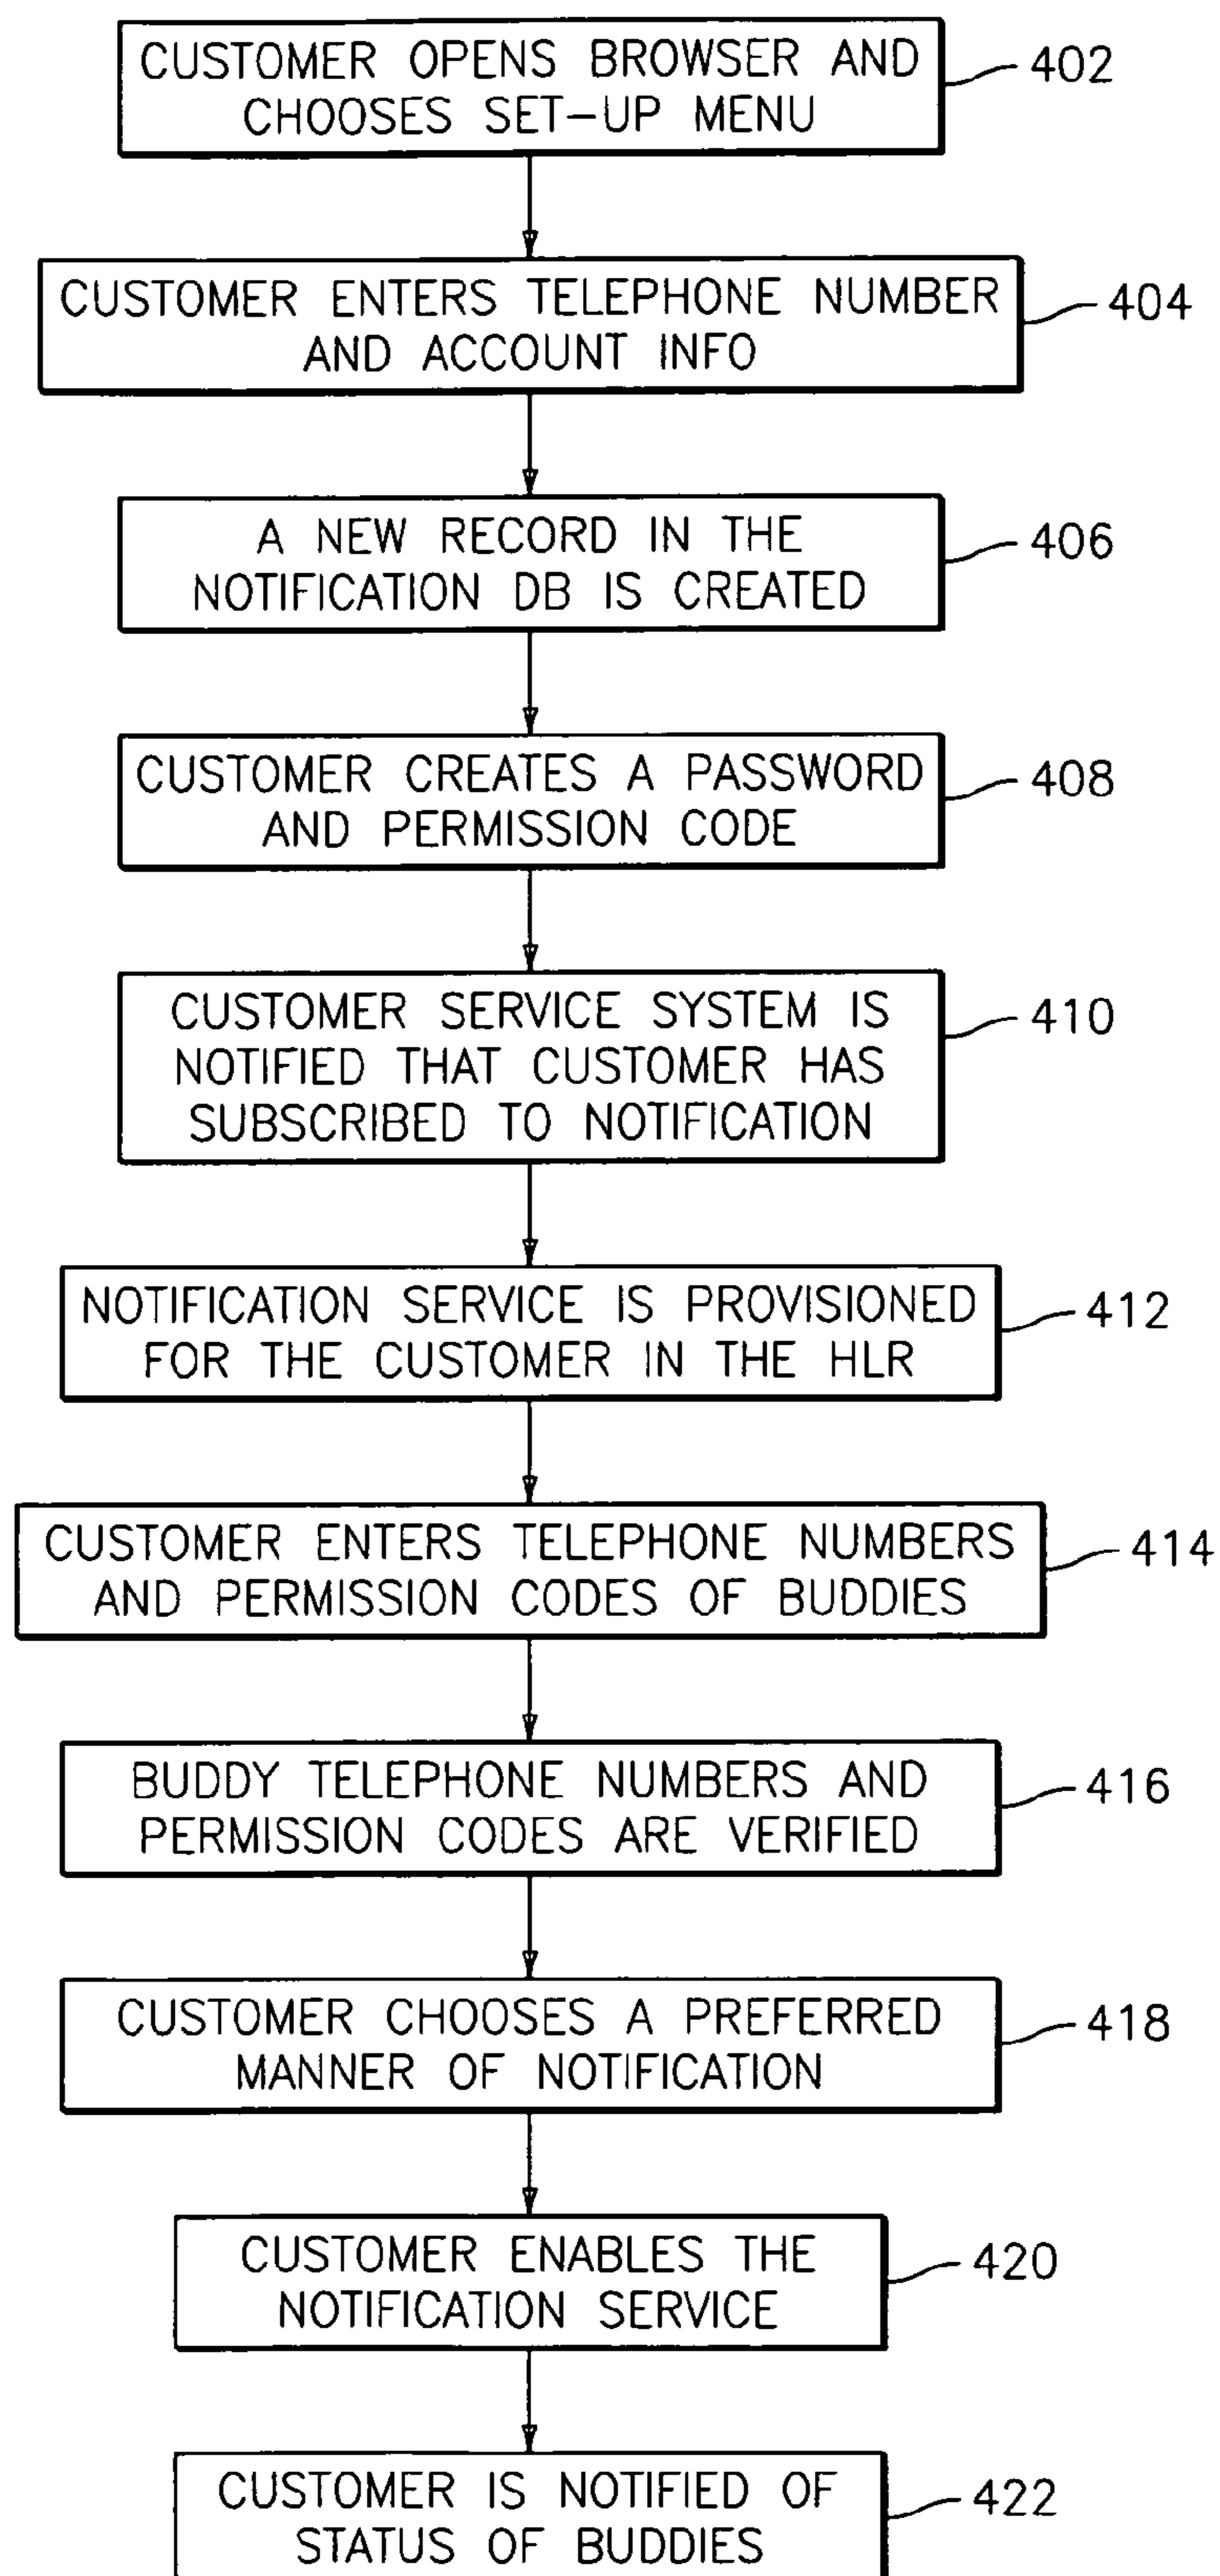 CUSTOMER OPENS BROWSER AND
CHOOSES SET-UP MENU
402
CUSTOMER ENTERS TELEPHONE NUMBER
AND ACCOUNT INFO
404
A NEW RECORD IN THE
NOTIFICATION DB IS CREATED
406
CUSTOMER CREATES A PASSWORD
AND PERMISSION CODE
408
CUSTOMER SERVICE SYSTEM IS
NOTIFIED THAT CUSTOMER HAS
SUBSCRIBED TO NOTIFICATION
410
NOTIFICATION SERVICE IS PROVISIONED
FOR THE CUSTOMER IN THE HLR
412
CUSTOMER ENTERS TELEPHONE NUMBERS
AND PERMISSION CODES OF BUDDIES
414
BUDDY TELEPHONE NUMBERS AND
PERMISSION CODES ARE VERIFIED
416
CUSTOMER CHOOSES A PREFERRED
MANNER OF NOTIFICATION
418
CUSTOMER ENABLES THE
NOTIFICATION SERVICE
420
CUSTOMER IS NOTIFIED OF
STATUS OF BUDDIES
422